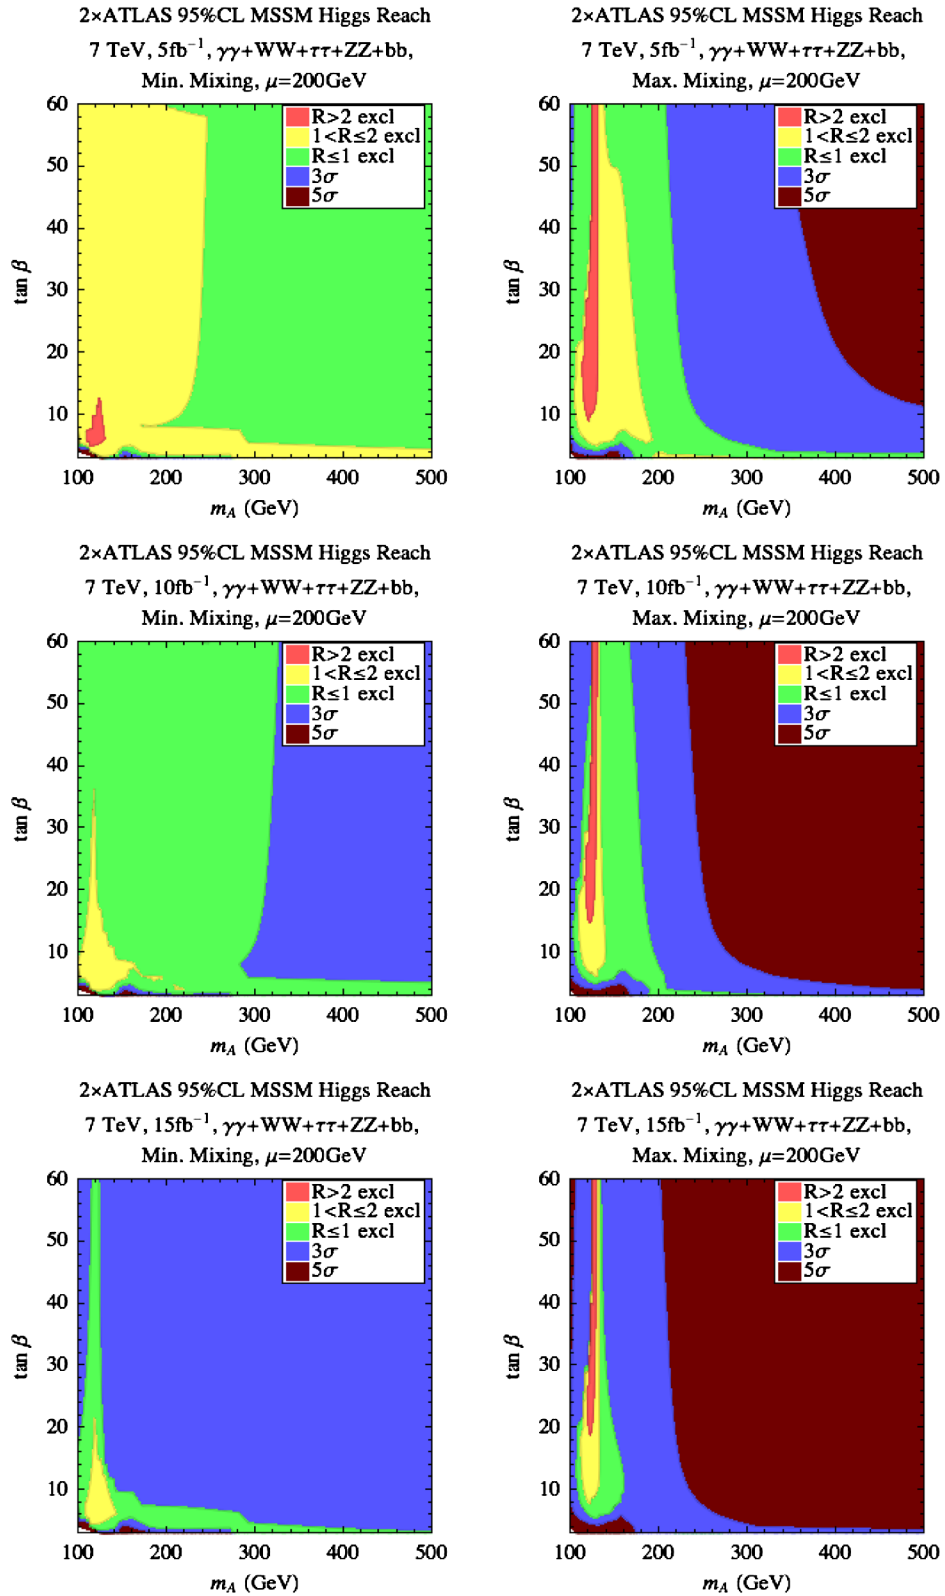 2×ATLAS 95%CL MSSM Higgs Reach
7 TeV, 5fb⁻¹, γγ+WW+ττ+ZZ+bb,
Min. Mixing, μ=200GeV
60
50
40
30
20
10
tan β
R>2 excl
1<R≤2 excl
R≤1 excl
3σ
5σ
100 200 300 400 500
m_A (GeV)
2×ATLAS 95%CL MSSM Higgs Reach
7 TeV, 5fb⁻¹, γγ+WW+ττ+ZZ+bb,
Max. Mixing, μ=200GeV
60
50
40
30
20
10
tan β
R>2 excl
1<R≤2 excl
R≤1 excl
3σ
5σ
100 200 300 400 500
m_A (GeV)
2×ATLAS 95%CL MSSM Higgs Reach
7 TeV, 10fb⁻¹, γγ+WW+ττ+ZZ+bb,
Min. Mixing, μ=200GeV
60
50
40
30
20
10
tan β
R>2 excl
1<R≤2 excl
R≤1 excl
3σ
5σ
100 200 300 400 500
m_A (GeV)
2×ATLAS 95%CL MSSM Higgs Reach
7 TeV, 10fb⁻¹, γγ+WW+ττ+ZZ+bb,
Max. Mixing, μ=200GeV
60
50
40
30
20
10
tan β
R>2 excl
1<R≤2 excl
R≤1 excl
3σ
5σ
100 200 300 400 500
m_A (GeV)
2×ATLAS 95%CL MSSM Higgs Reach
7 TeV, 15fb⁻¹, γγ+WW+ττ+ZZ+bb,
Min. Mixing, μ=200GeV
60
50
40
30
20
10
tan β
R>2 excl
1<R≤2 excl
R≤1 excl
3σ
5σ
100 200 300 400 500
m_A (GeV)
2×ATLAS 95%CL MSSM Higgs Reach
7 TeV, 15fb⁻¹, γγ+WW+ττ+ZZ+bb,
Max. Mixing, μ=200GeV
60
50
40
30
20
10
tan β
R>2 excl
1<R≤2 excl
R≤1 excl
3σ
5σ
100 200 300 400 500
m_A (GeV)